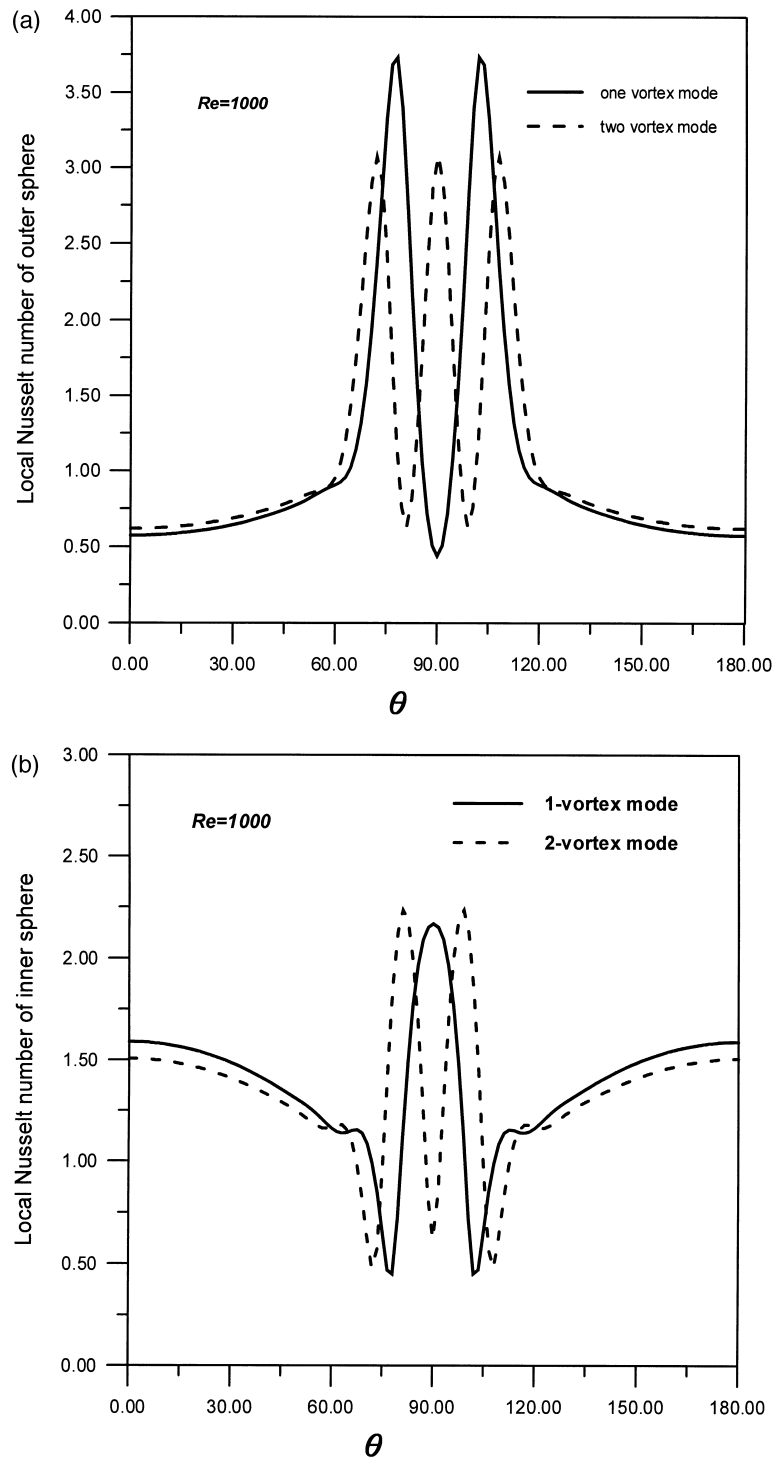 (a)
4.00
3.50
3.00
2.50
2.00
1.50
1.00
0.50
0.00
Local Nusselt number of outer sphere
Re=1000
one vortex mode
two vortex mode
0.00 30.00 60.00 90.00 120.00 150.00 180.00
θ
(b)
3.00
2.50
2.00
1.50
1.00
0.50
0.00
Local Nusselt number of inner sphere
Re=1000
1-vortex mode
2-vortex mode
0.00 30.00 60.00 90.00 120.00 150.00 180.00
θ